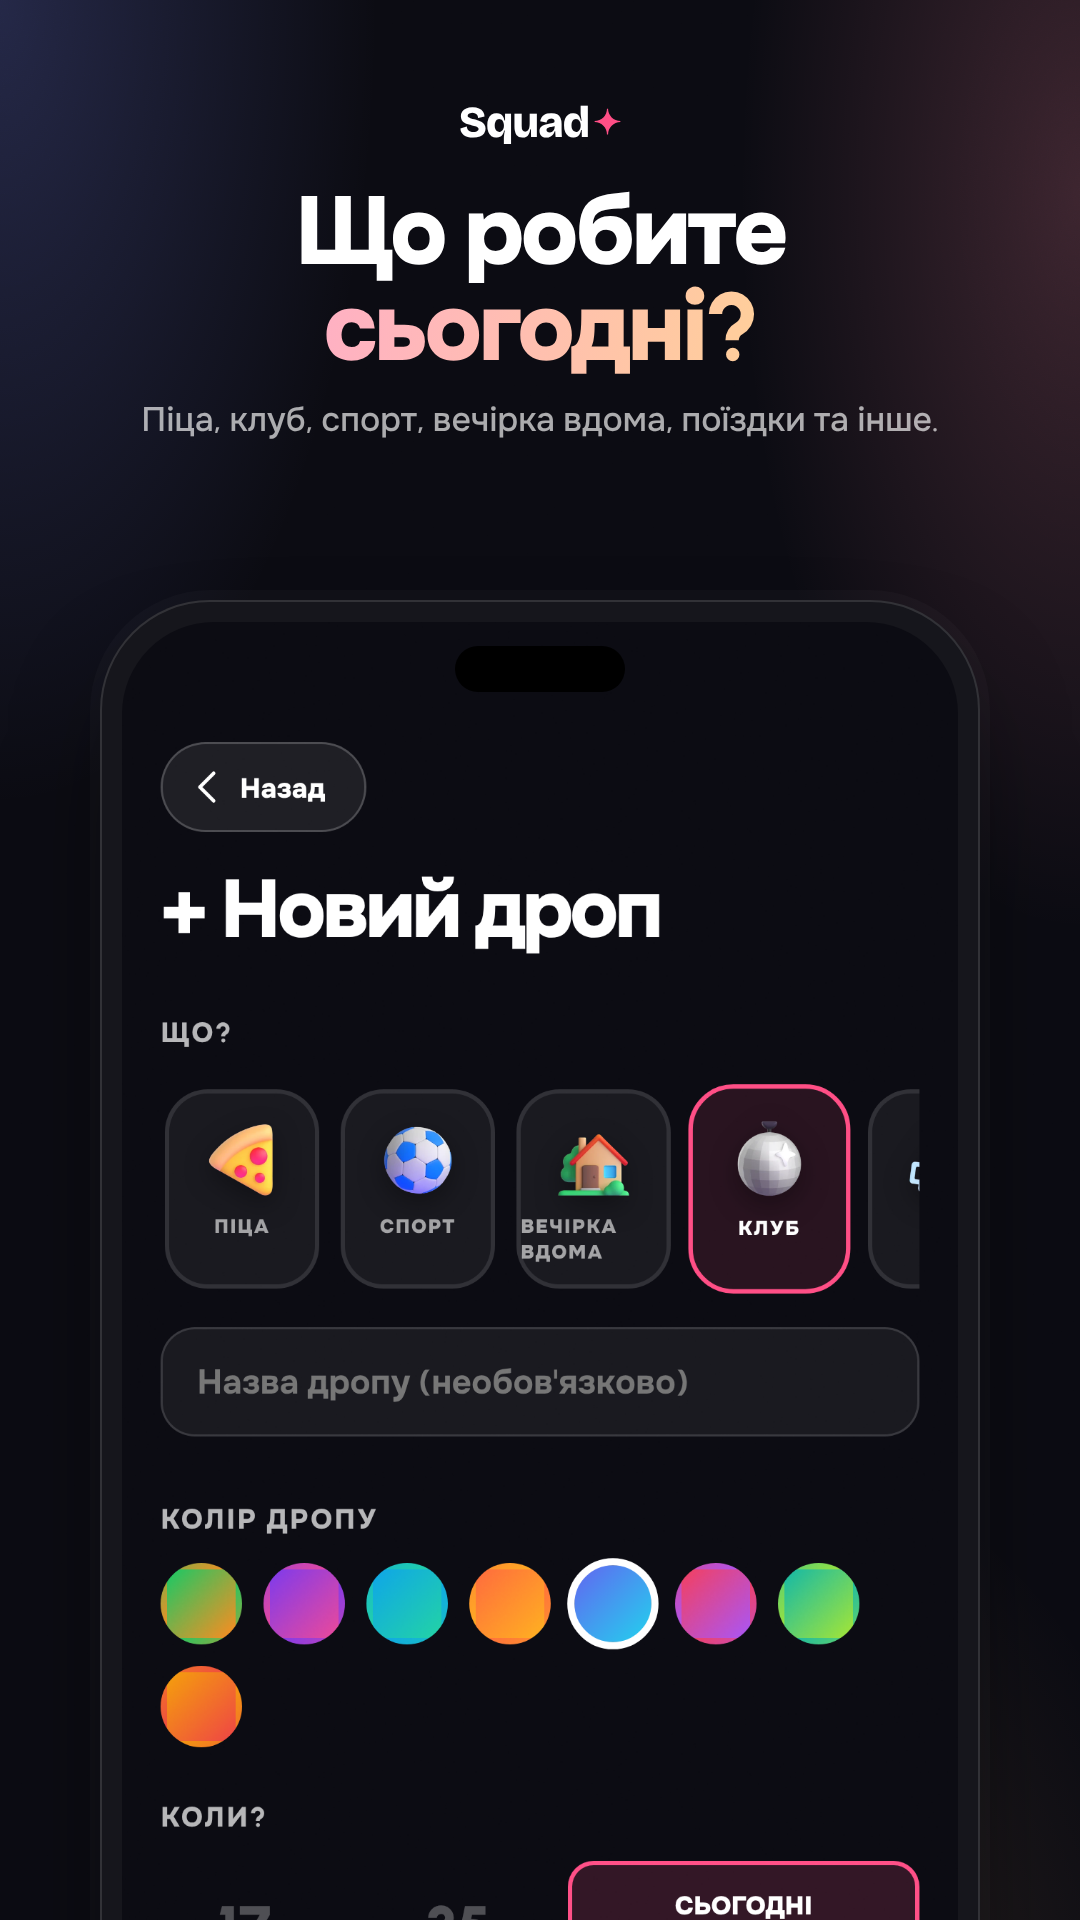 Squad
Що робите
сьогодні?
Піца, клуб, спорт, вечірка вдома, поїздки та інше.
Назад
+ Новий дроп
ЩО?
ПІЦА
СПОРТ
ВЕЧІРКА
ВДОМА
КЛУБ
Назва дропу (необов'язково)
КОЛІР ДРОПУ
КОЛИ?
СЬОГОДНІ